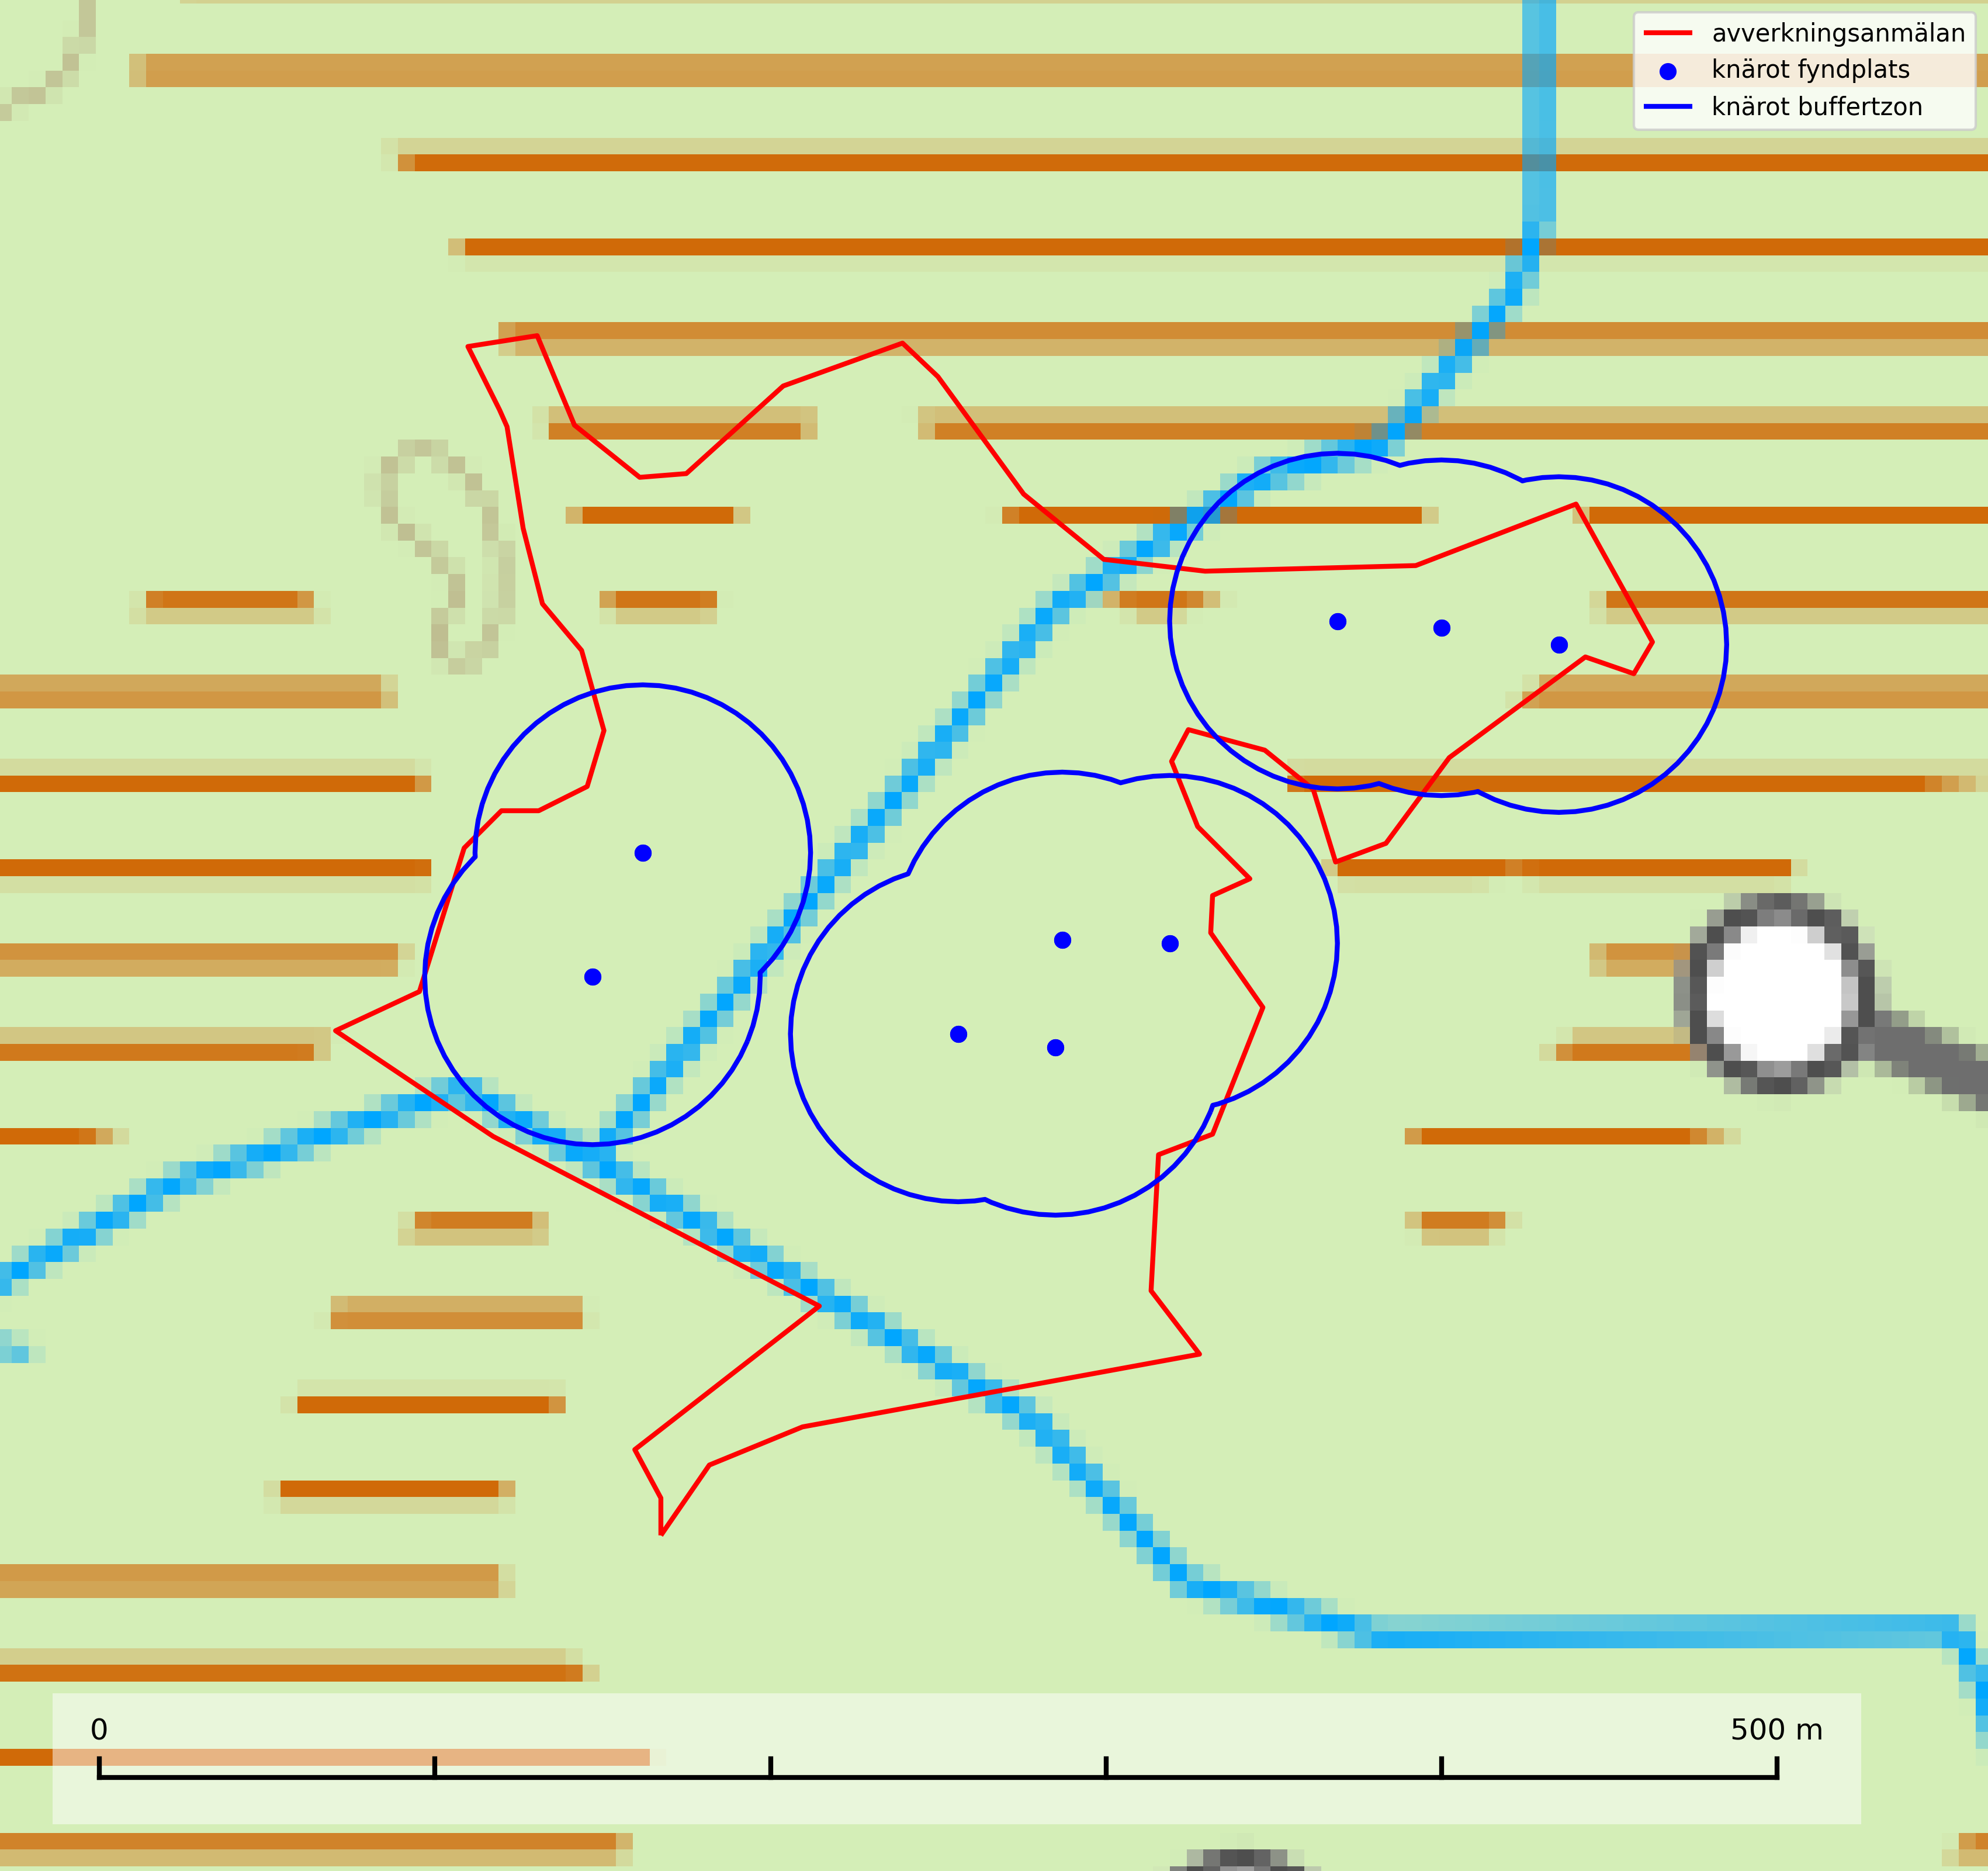 avverkningsanmälan
knärot fyndplats
knärot buffertzon
0
500 m